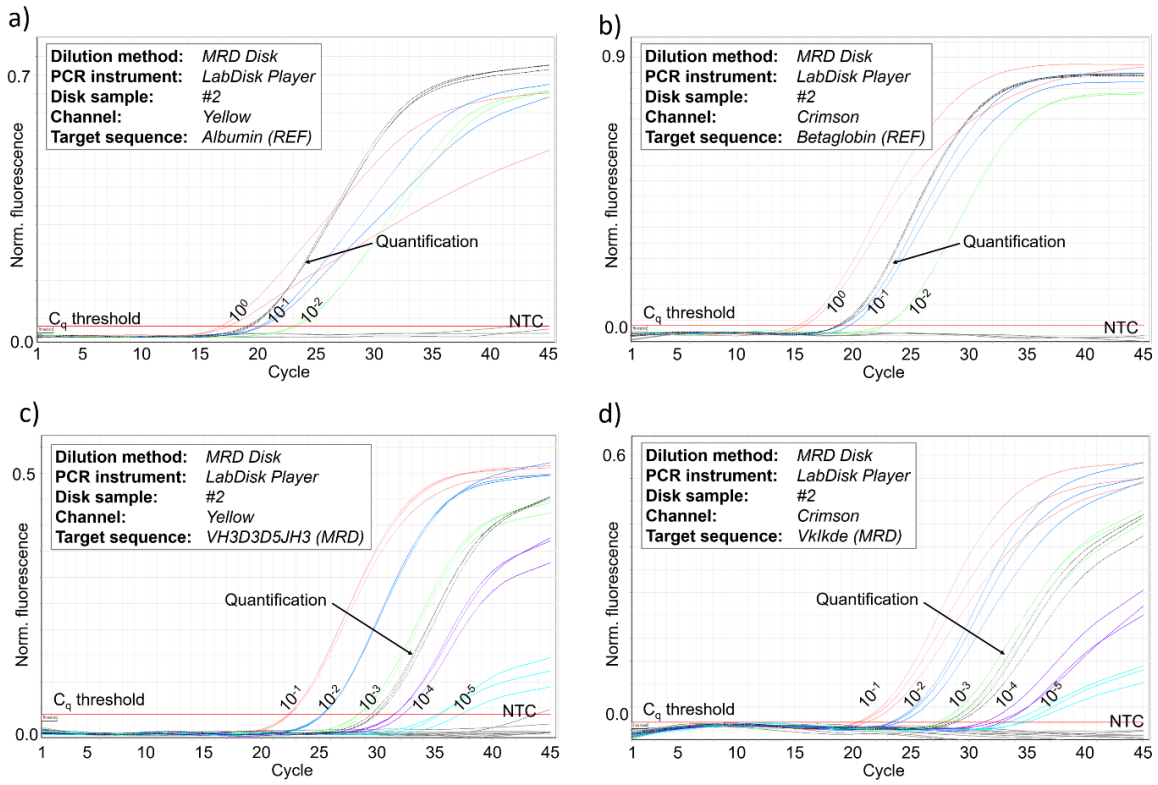 a)
Dilution method: MRD Disk
PCR instrument: LabDisk Player
Disk sample: #2
Channel: Yellow
Target sequence: Albumin (REF)
0.7
Norm. fluorescence
Quantification
10⁰
10⁻¹
10⁻²
Cq threshold
NTC
0.0
1 10 15 20 25 30 35 40 45
Cycle
b)
Dilution method: MRD Disk
PCR instrument: LabDisk Player
Disk sample: #2
Channel: Crimson
Target sequence: Betaglobin (REF)
0.9
Norm. fluorescence
Quantification
10⁰
10⁻¹
10⁻²
Cq threshold
NTC
0.0
1 5 10 15 20 25 30 35 40 45
Cycle
c)
Dilution method: MRD Disk
PCR instrument: LabDisk Player
Disk sample: #2
Channel: Yellow
Target sequence: VH3D3D5JH3 (MRD)
0.5
Norm. fluorescence
Quantification
10⁻¹
10⁻²
10⁻³
10⁻⁴
10⁻⁵
Cq threshold
NTC
0.0
1 5 10 15 20 25 30 35 40 45
Cycle
d)
Dilution method: MRD Disk
PCR instrument: LabDisk Player
Disk sample: #2
Channel: Crimson
Target sequence: VkIkde (MRD)
0.6
Norm. fluorescence
Quantification
10⁻¹
10⁻²
10⁻³
10⁻⁴
10⁻⁵
Cq threshold
NTC
0.0
1 5 10 15 20 25 30 35 40 45
Cycle